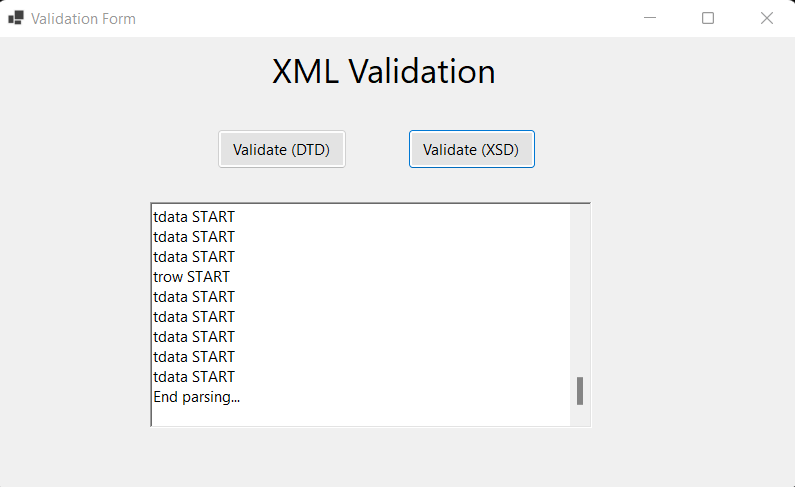 Validation Form
XML Validation
Validate (DTD) Validate (XSD)
tdata START
tdata START
tdata START
trow START
tdata START
tdata START
tdata START
tdata START
tdata START
End parsing...